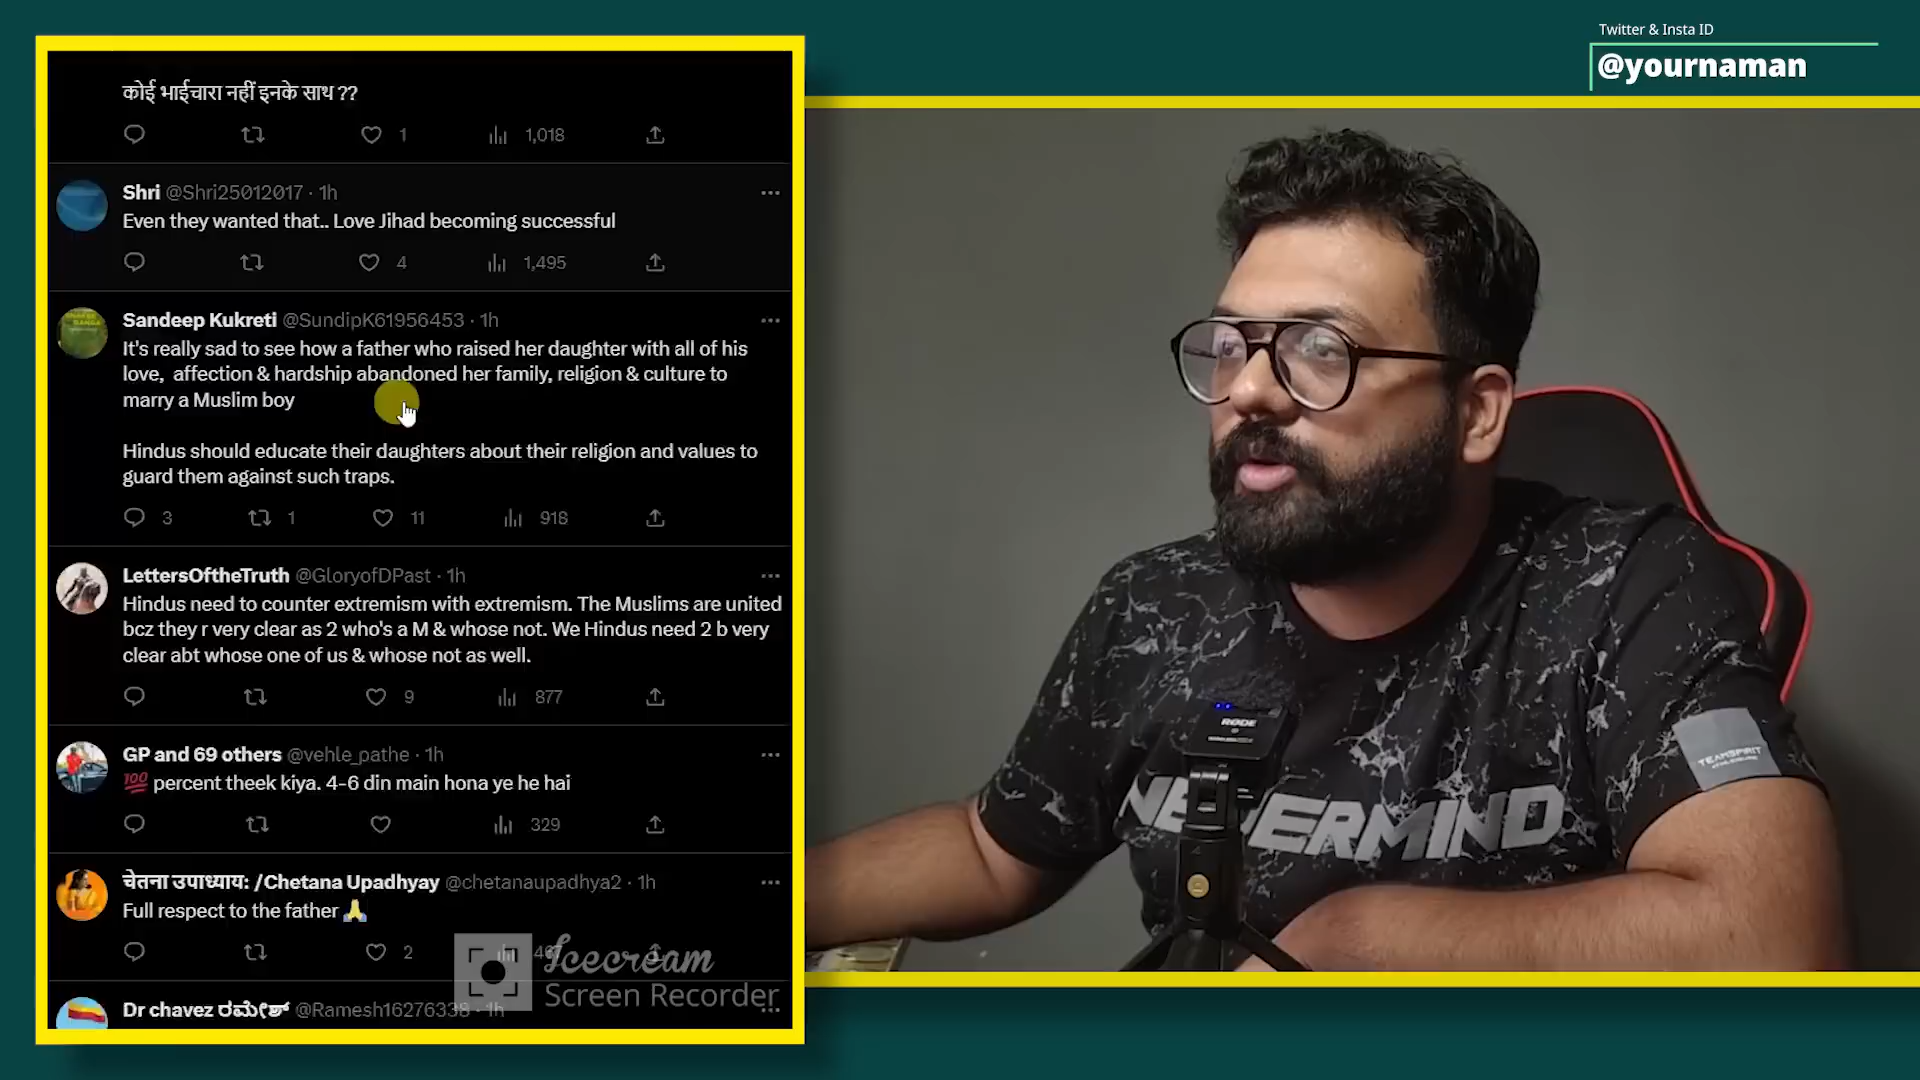 Twitter & Insta ID
@yournaman
कोई भाईचारा नहीं इनके साथ ??
1 1,018
Shri @Shri25012017 · 1h
Even they wanted that.. Love Jihad becoming successful
4 1,495
Sandeep Kukreti @SundipK61956453 · 1h
It's really sad to see how a father who raised her daughter with all of his
love, affection & hardship abandoned her family, religion & culture to
marry a Muslim boy
Hindus should educate their daughters about their religion and values to
guard them against such traps.
3 1 11 918
LettersOftheTruth @GloryofDPast · 1h
Hindus need to counter extremism with extremism. The Muslims are united
bcz they r very clear as 2 who's a M & whose not. We Hindus need 2 b very
clear abt whose one of us & whose not as well.
9 877
GP and 69 others @vehle_pathe · 1h
💯 percent theek kiya. 4-6 din main hona ye he hai
329
चेतना उपाध्याय: /Chetana Upadhyay @chetanaupadhya2 · 1h
Full respect to the father 🙏
2 467
Dr chavez ರಮೇಶ್ @Ramesh16276338 · 1h
Icecream
Screen Recorder
RODE
TEAMSPIRIT
NEVERMIND